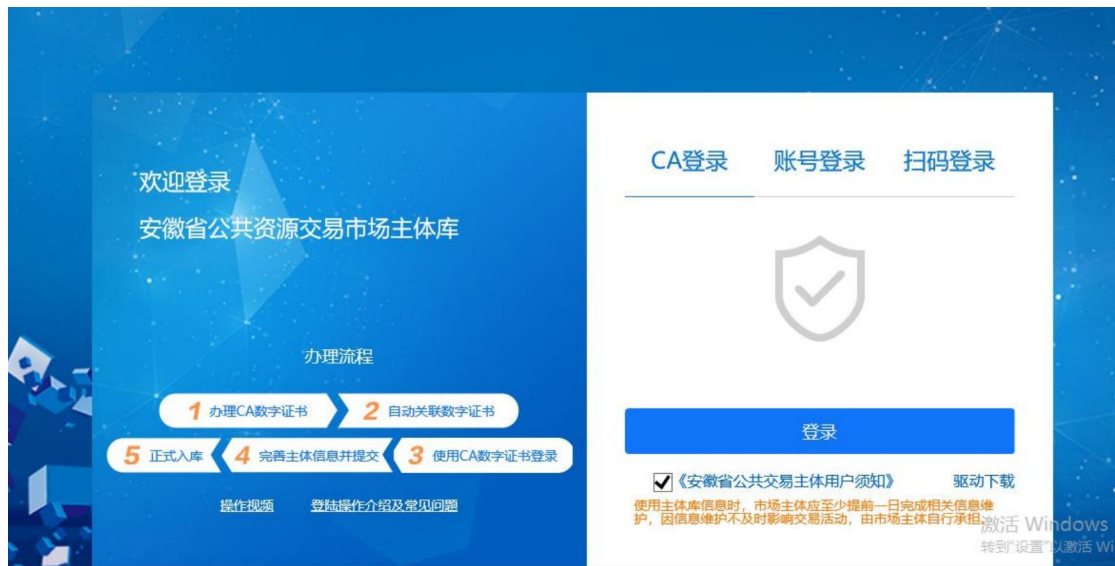 欢迎登录
安徽省公共资源交易市场主体库
办理流程
1 办理CA数字证书 2 自动关联数字证书
5 正式入库 4 完善主体信息并提交 3 使用CA数字证书登录
操作视频 登陆操作介绍及常见问题
CA登录 账号登录 扫码登录
登录
《安徽省公共交易主体用户须知》 驱动下载
使用主体库信息时，市场主体应至少提前一日完成相关信息维
护，因信息维护不及时影响交易活动，由市场主体自行承担。
激活 Windows
转到"设置"以激活 Wi